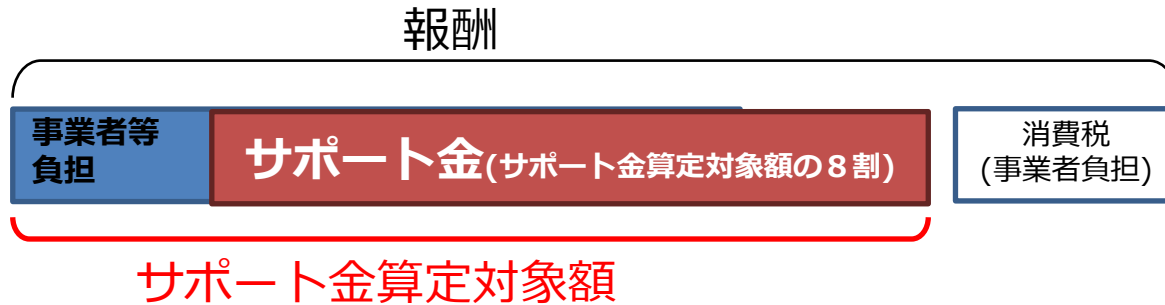 報酬
事業者等
負担
サポート金(サポート金算定対象額の８割)
消費税
(事業者負担)
サポート金算定対象額